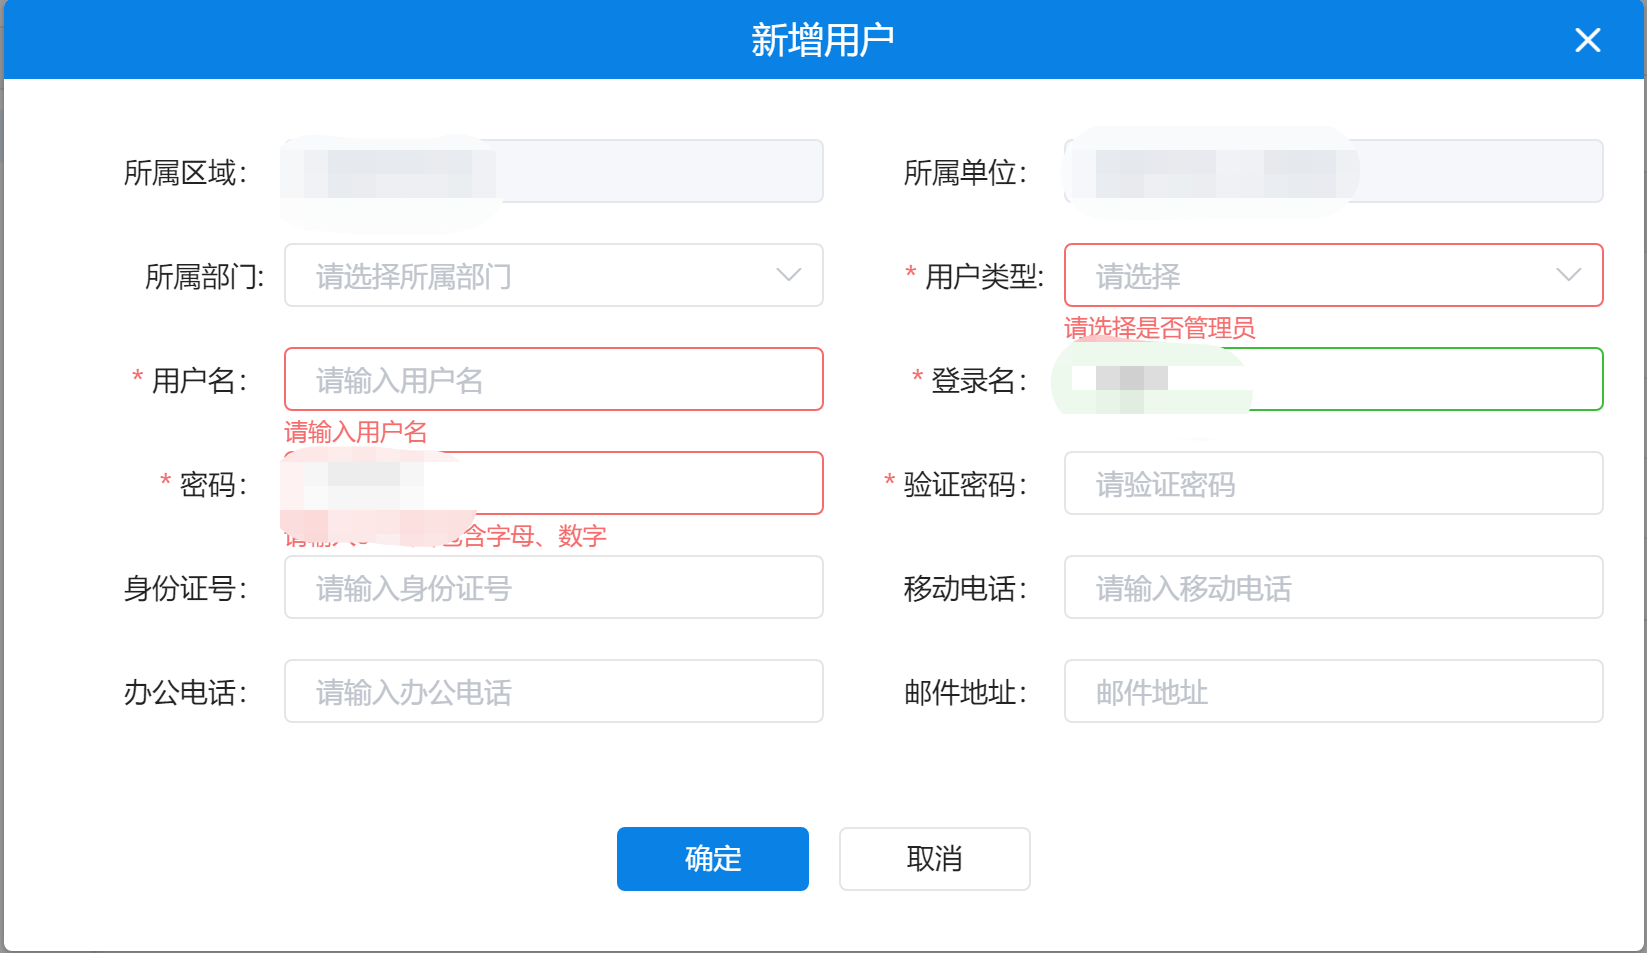 新增用户
所属区域： 所属单位：
所属部门: 请选择所属部门 * 用户类型: 请选择
请选择是否管理员
* 用户名： 请输入用户名 * 登录名：
请输入用户名
* 密码： * 验证密码： 请验证密码
含字母、数字
身份证号： 请输入身份证号 移动电话： 请输入移动电话
办公电话： 请输入办公电话 邮件地址： 邮件地址
确定 取消